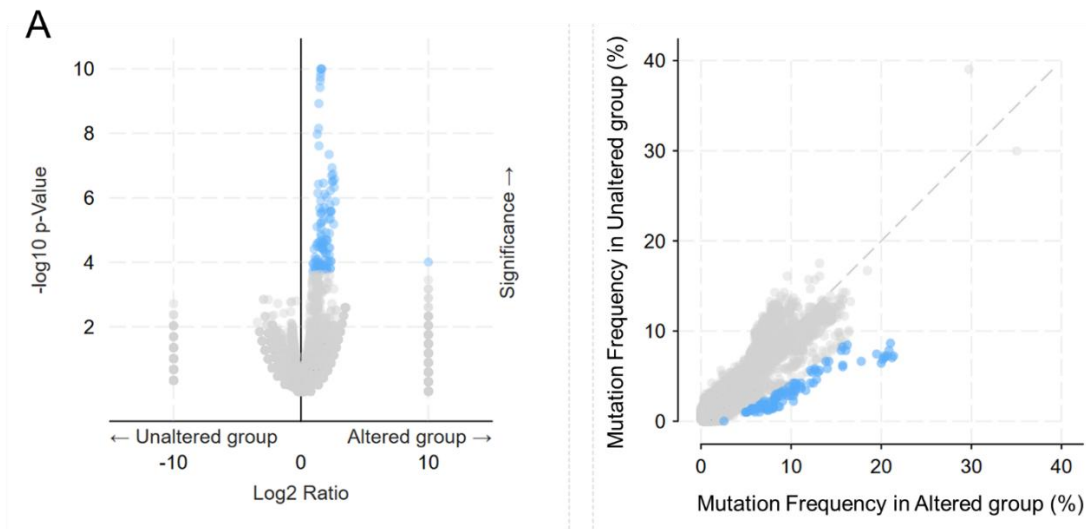 A
10
8
6
4
2
-log10 p-Value
Significance →
← Unaltered group
Altered group →
-10
0
10
Log2 Ratio
Mutation Frequency in Unaltered group (%)
40
30
20
10
0
0
10
20
30
40
Mutation Frequency in Altered group (%)